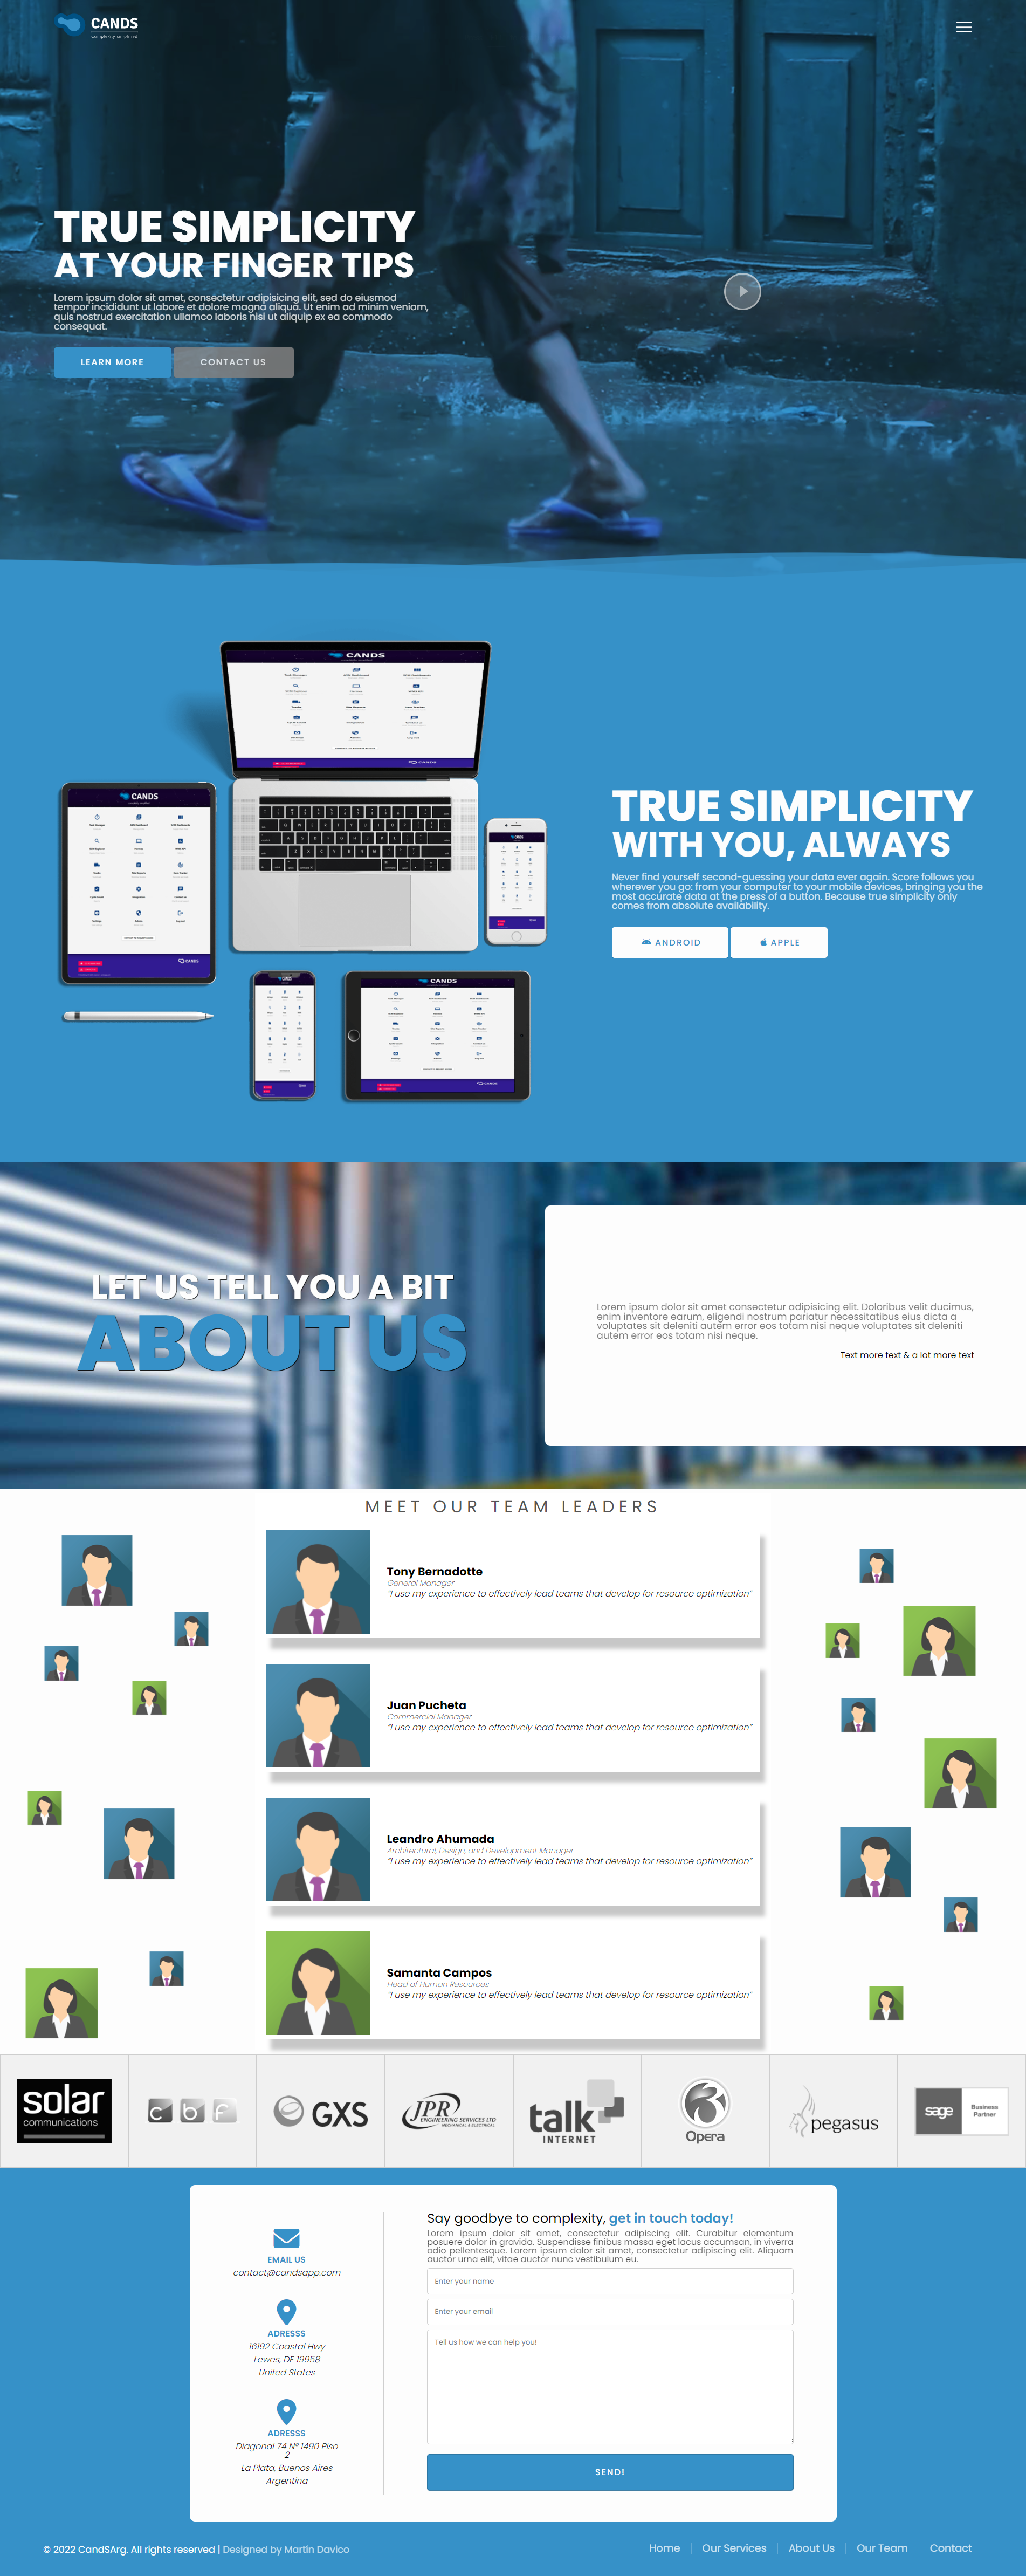 CANDS
Complexity simplified
TRUE SIMPLICITY
AT YOUR FINGER TIPS
Lorem ipsum dolor sit amet, consectetur adipisicing elit, sed do eiusmod
tempor incididunt ut labore et dolore magna aliqua. Ut enim ad minim veniam,
quis nostrud exercitation ullamco laboris nisi ut aliquip ex ea commodo
consequat.
LEARN MORE
CONTACT US
CANDS
CANDS
CANDS
CANDS
CANDS
TRUE SIMPLICITY
WITH YOU, ALWAYS
Never find yourself second-guessing your data ever again. Score follows you
wherever you go: from your computer to your mobile devices, bringing you the
most accurate data at the press of a button. Because true simplicity only
comes from absolute availability.
ANDROID
APPLE
LET US TELL YOU A BIT
ABOUT US
Lorem ipsum dolor sit amet consectetur adipisicing elit. Doloribus velit ducimus,
enim inventore earum, eligendi nostrum pariatur necessitatibus eius dicta a
voluptates sit deleniti autem error eos totam nisi neque voluptates sit deleniti
autem error eos totam nisi neque.
Text more text & a lot more text
MEET OUR TEAM LEADERS
Tony Bernadotte
General Manager
"I use my experience to effectively lead teams that develop for resource optimization"
Juan Pucheta
Commercial Manager
"I use my experience to effectively lead teams that develop for resource optimization"
Leandro Ahumada
Architectural, Design, and Development Manager
"I use my experience to effectively lead teams that develop for resource optimization"
Samanta Campos
Head of Human Resources
"I use my experience to effectively lead teams that develop for resource optimization"
solar
communications
cbf
GXS
JPR
ENGINEERING SERVICES LTD
MECHANICAL & ELECTRICAL
talk
INTERNET
Opera
pegasus
sage
Business
Partner
EMAIL US
contact@candsapp.com
ADRESSS
16192 Coastal Hwy
Lewes, DE 19958
United States
ADRESSS
Diagonal 74 N° 1490 Piso
2
La Plata, Buenos Aires
Argentina
Say goodbye to complexity, get in touch today!
Lorem ipsum dolor sit amet, consectetur adipiscing elit. Curabitur elementum
posuere dolor in gravida. Suspendisse finibus massa eget lacus accumsan, in viverra
odio pellentesque. Lorem ipsum dolor sit amet, consectetur adipiscing elit. Aliquam
auctor urna elit, vitae auctor nunc vestibulum eu.
Enter your name
Enter your email
Tell us how we can help you!
SEND!
© 2022 CandSArg. All rights reserved | Designed by Martín Davico
Home
Our Services
About Us
Our Team
Contact